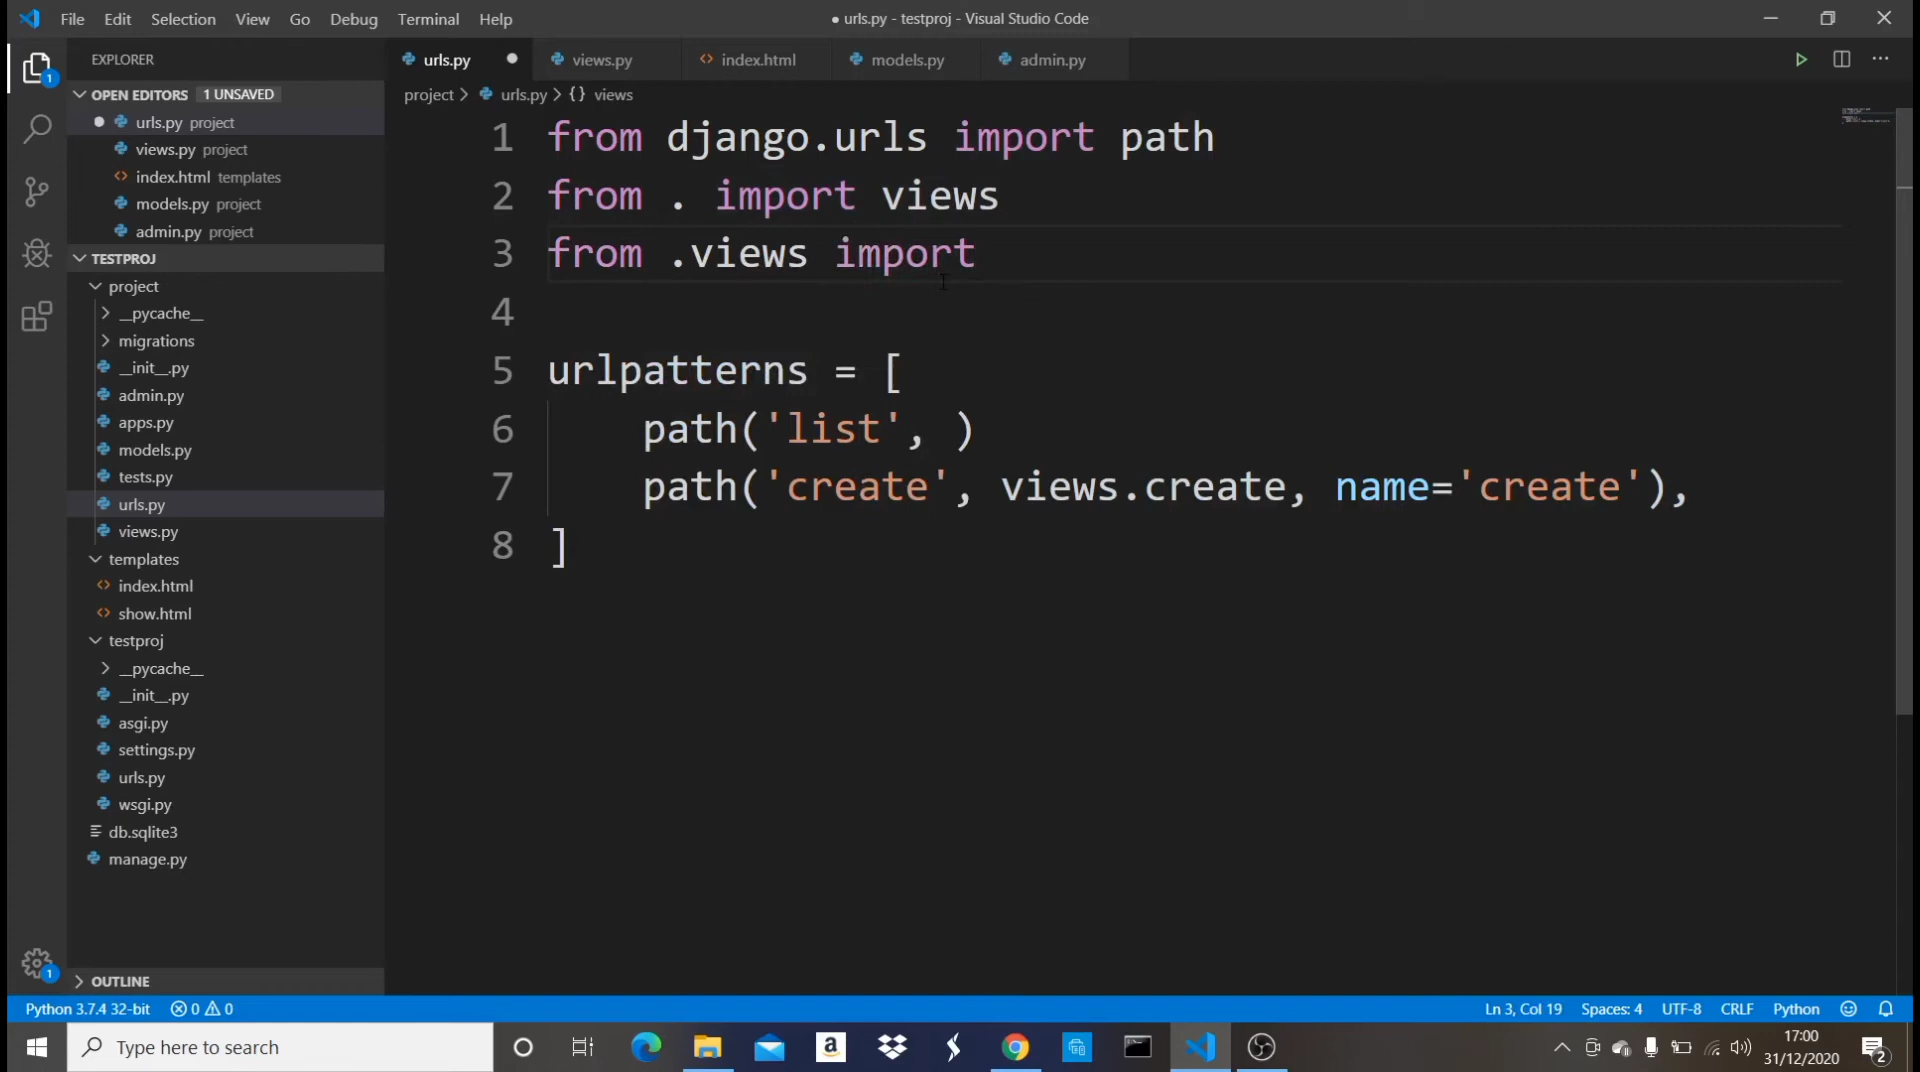 File Edit Selection View Go Debug Terminal Help
● urls.py - testproj - Visual Studio Code
EXPLORER
urls.py
views.py
index.html
models.py
admin.py
OPEN EDITORS 1 UNSAVED
urls.py project
views.py project
index.html templates
models.py project
admin.py project
TESTPROJ
project
__pycache__
migrations
__init__.py
admin.py
apps.py
models.py
tests.py
urls.py
views.py
templates
index.html
show.html
testproj
__pycache__
__init__.py
asgi.py
settings.py
urls.py
wsgi.py
db.sqlite3
manage.py
OUTLINE
1
1
project > urls.py > {} views
1 from django.urls import path
2 from . import views
3 from .views import
4
5 urlpatterns = [
6     path('list', )
7     path('create', views.create, name='create'),
8 ]
Python 3.7.4 32-bit 0 0
Ln 3, Col 19 Spaces: 4 UTF-8 CRLF Python
Type here to search
a
17:00
31/12/2020
2